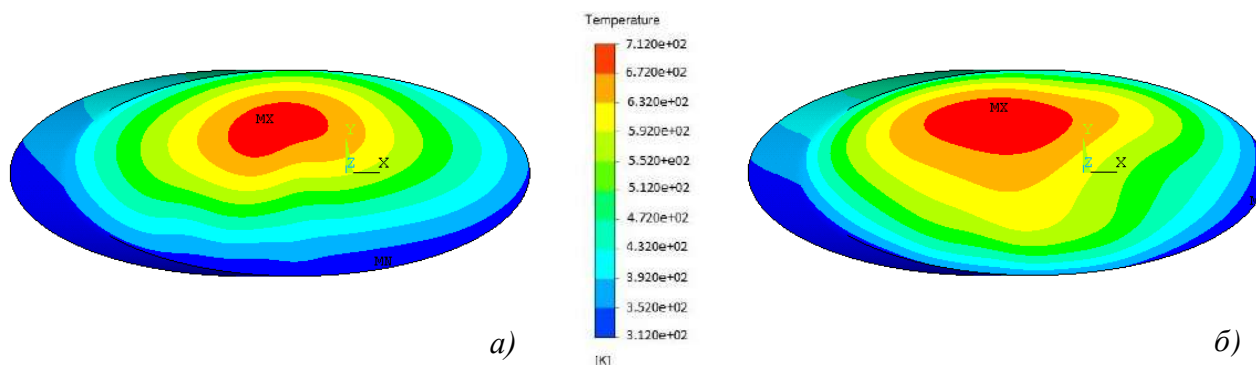 Temperature
7.120e+02
6.720e+02
6.320e+02
5.920e+02
5.520e+02
5.120e+02
4.720e+02
4.320e+02
3.920e+02
3.520e+02
3.120e+02
[K]
MX
Y
Z X
MN
а)
MX
Y
Z X
б)